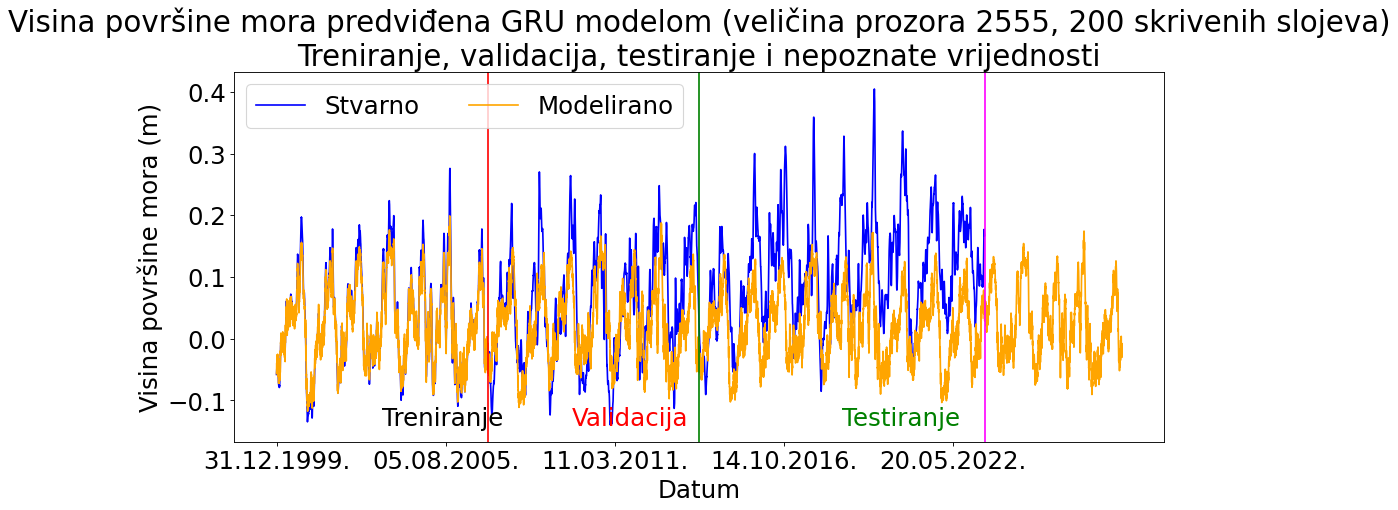 Visina površine mora predviđena GRU modelom (veličina prozora 2555, 200 skrivenih slojeva)
Treniranje, validacija, testiranje i nepoznate vrijednosti
Stvarno Modelirano
Visina površine mora (m)
0.4
0.3
0.2
0.1
0.0
−0.1
Treniranje Validacija Testiranje
31.12.1999. 05.08.2005. 11.03.2011. 14.10.2016. 20.05.2022.
Datum